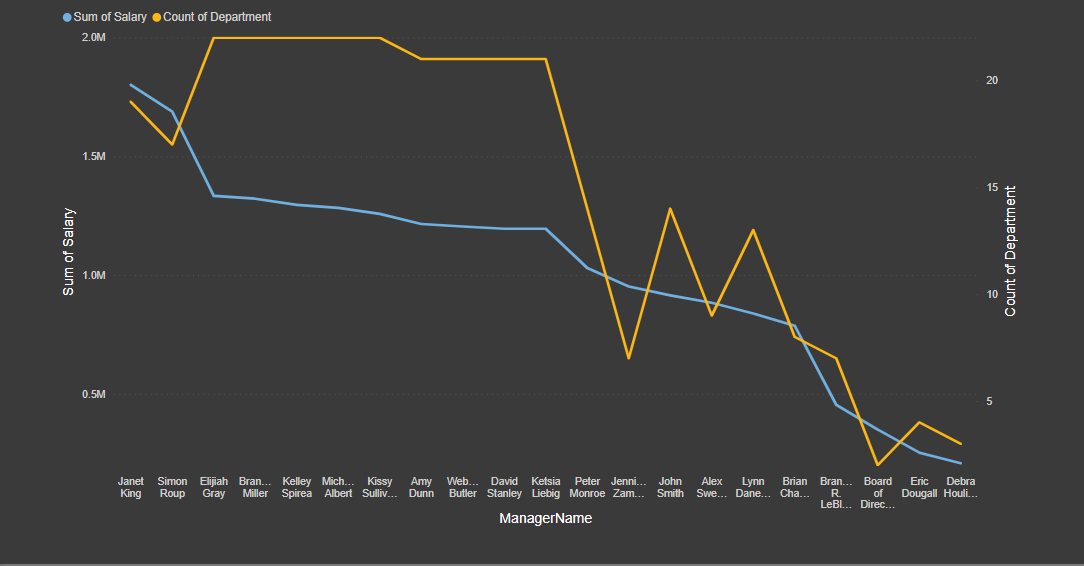 Sum of Salary Count of Department
2.0M
1.5M
1.0M
0.5M
Sum of Salary
20
15
10
5
Count of Department
Janet King
Simon Roup
Elijiah Gray
Bran... Miller
Kelley Spirea
Mich... Albert
Kissy Sulliv...
Amy Dunn
Web... Butler
David Stanley
Ketsia Liebig
Peter Monroe
Jenni... Zam...
John Smith
Alex Swe...
Lynn Dane...
Brian Cha...
Bran... R. LeBl...
Board of Direc...
Eric Dougall
Debra Houli...
ManagerName